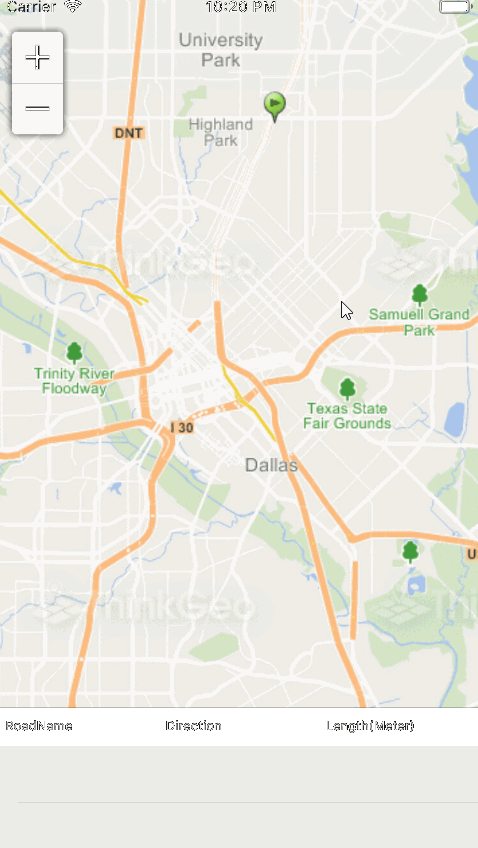 Carrier 10:20 PM
University
Park
Highland
Park
DNT
ThinkGeo
Samuell Grand
Park
Trinity River
Floodway
Texas State
Fair Grounds
I 30
Dallas
U
ThinkGeo
Th
RoadName Direction Length(Meter)